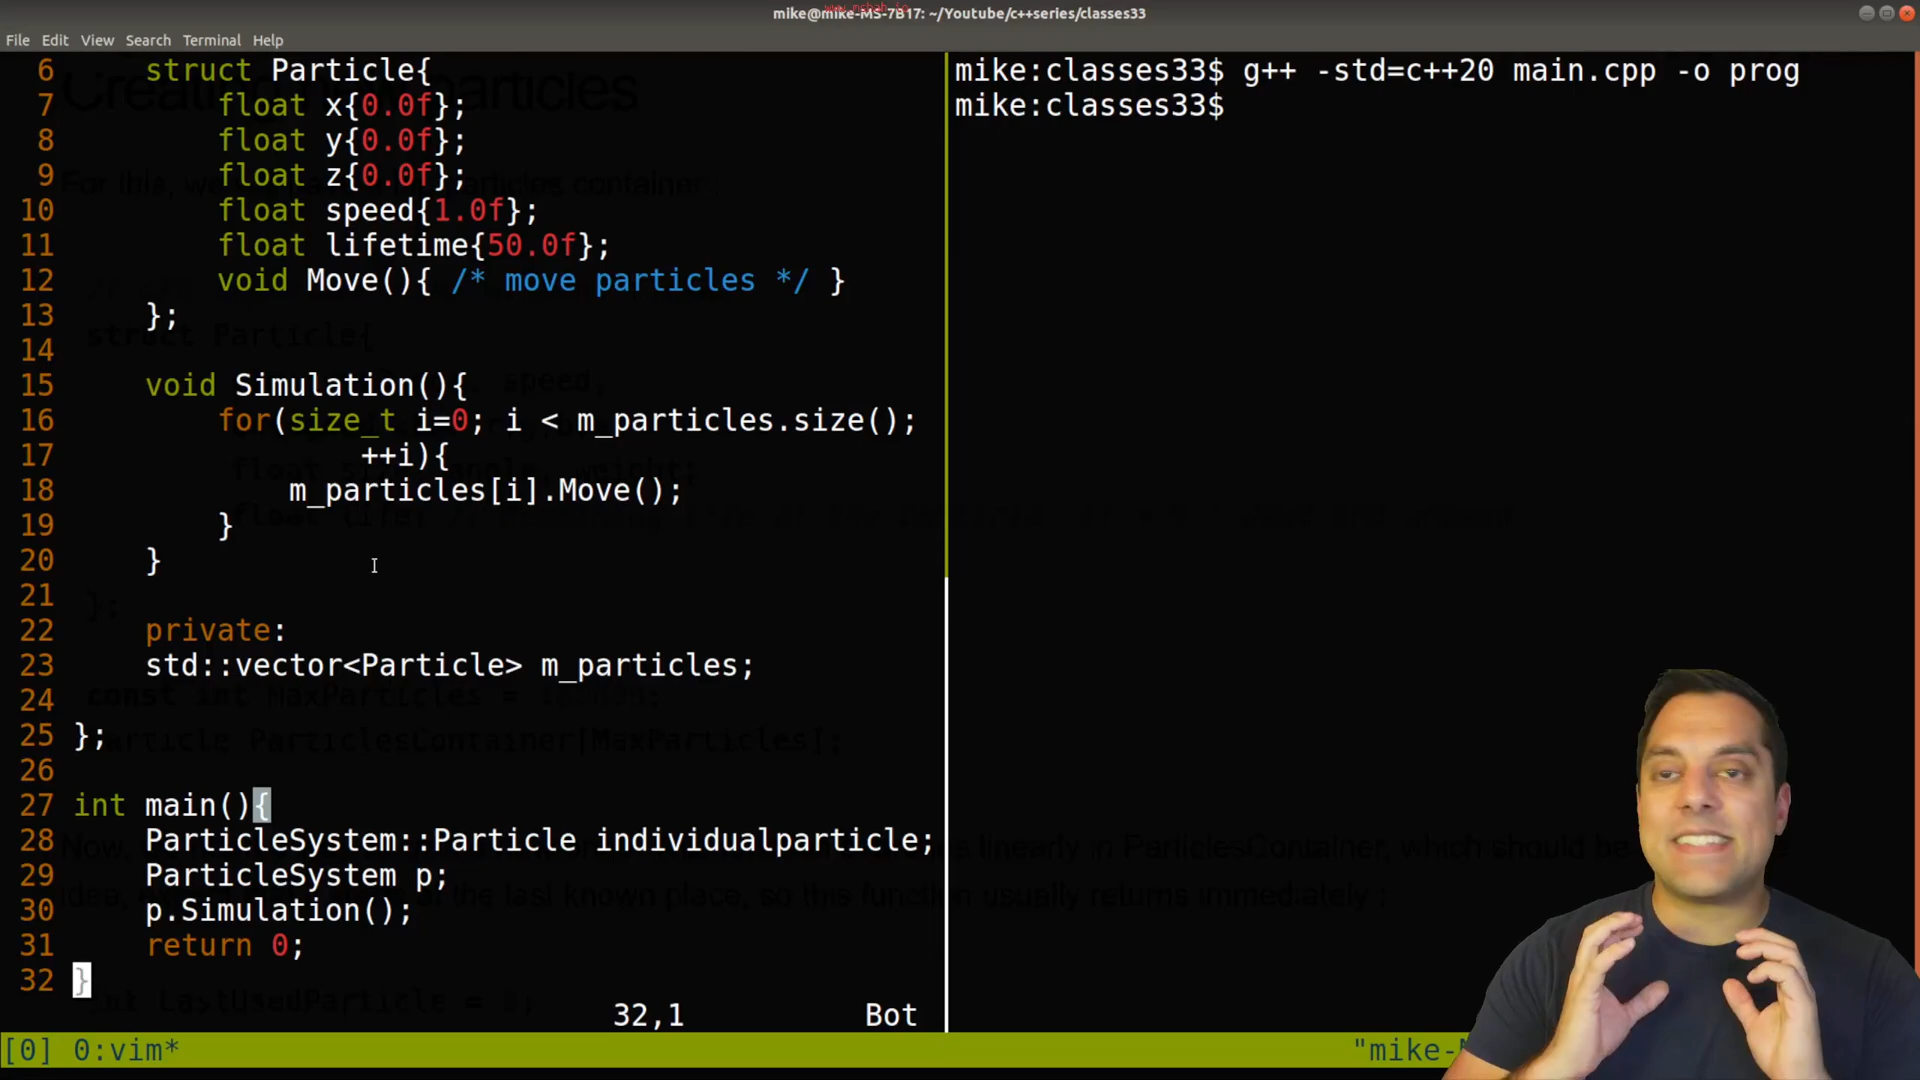 www.mshah.io
mike@mike-MS-7B17: ~/Youtube/c++series/classes33
File Edit View Search Terminal Help
6 struct Particle{
7 float x{0.0f};
8 float y{0.0f};
9 float z{0.0f};
10 float speed{1.0f};
11 float lifetime{50.0f};
12 void Move(){ /* move particles */ }
13 };
14
15 void Simulation(){
16 for(size_t i=0; i < m_particles.size();
17 ++i){
18 m_particles[i].Move();
19 }
20 }
21
22 private:
23 std::vector<Particle> m_particles;
24
25 };
26
27 int main(){
28 ParticleSystem::Particle individualparticle;
29 ParticleSystem p;
30 p.Simulation();
31 return 0;
32 }
32,1 Bot
mike:classes33$ g++ -std=c++20 main.cpp -o prog
mike:classes33$
[0] 0:vim*
"mike-